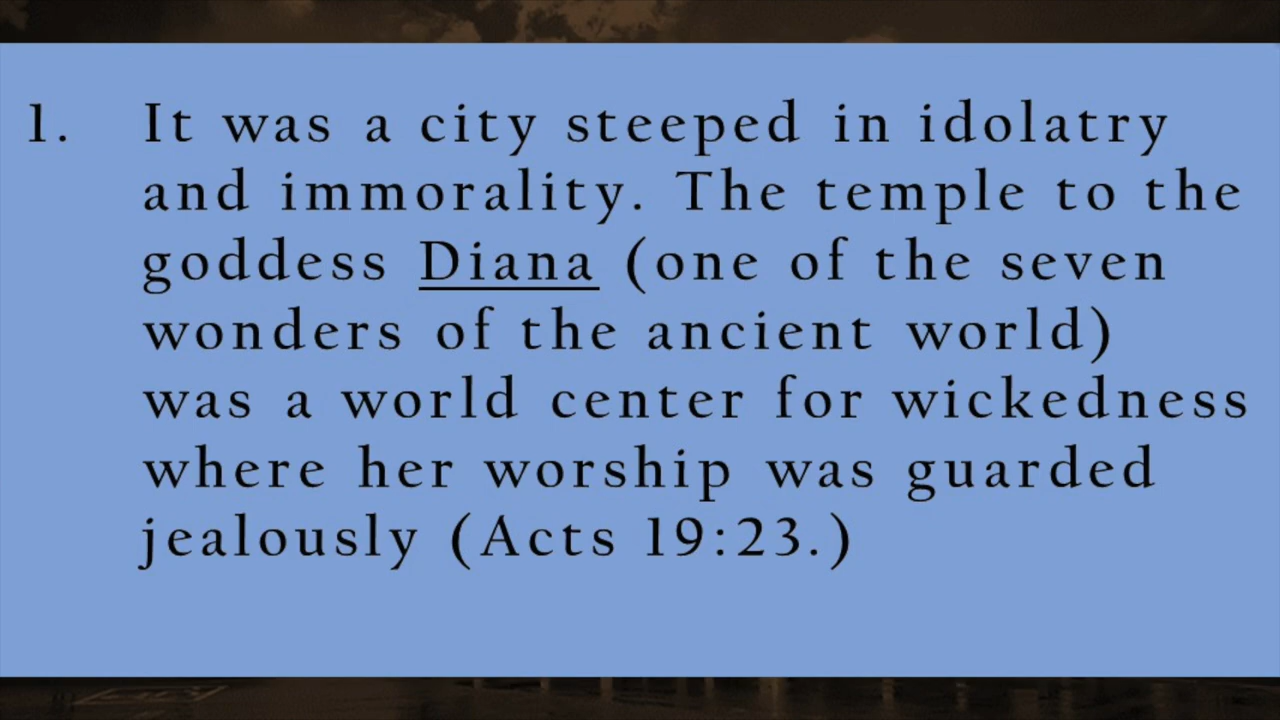 1. It was a city steeped in idolatry
and immorality. The temple to the
goddess Diana (one of the seven
wonders of the ancient world)
was a world center for wickedness
where her worship was guarded
jealously (Acts 19:23.)